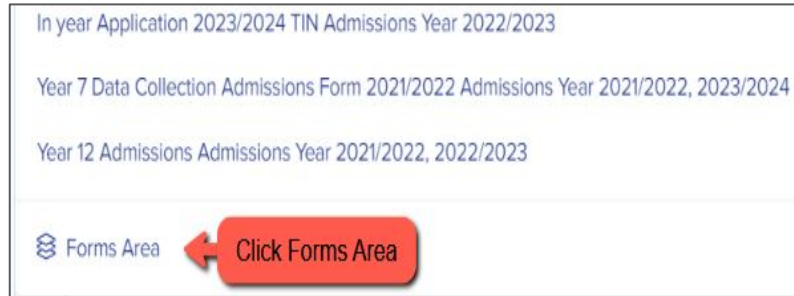 In year Application 2023/2024 TIN Admissions Year 2022/2023
Year 7 Data Collection Admissions Form 2021/2022 Admissions Year 2021/2022, 2023/2024
Year 12 Admissions Admissions Year 2021/2022, 2022/2023
Forms Area
Click Forms Area